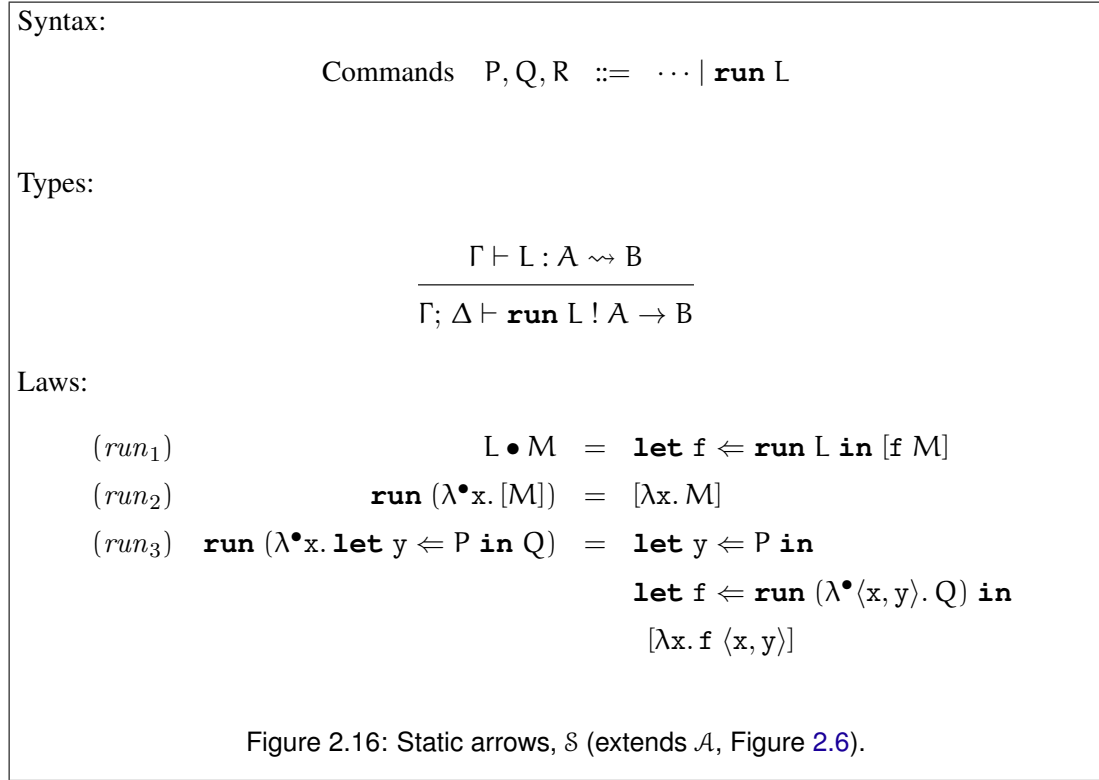 Syntax:
Commands P, Q, R ::= ··· | run L
Types:
Γ ⊢ L : A ⇝ B
Γ; Δ ⊢ run L ! A → B
Laws:
(run₁) L • M = let f ⇐ run L in [f M]
(run₂) run (λ•x. [M]) = [λx. M]
(run₃) run (λ•x. let y ⇐ P in Q) = let y ⇐ P in
let f ⇐ run (λ•⟨x, y⟩. Q) in
[λx. f ⟨x, y⟩]
Figure 2.16: Static arrows, 𝒮 (extends 𝒜, Figure 2.6).